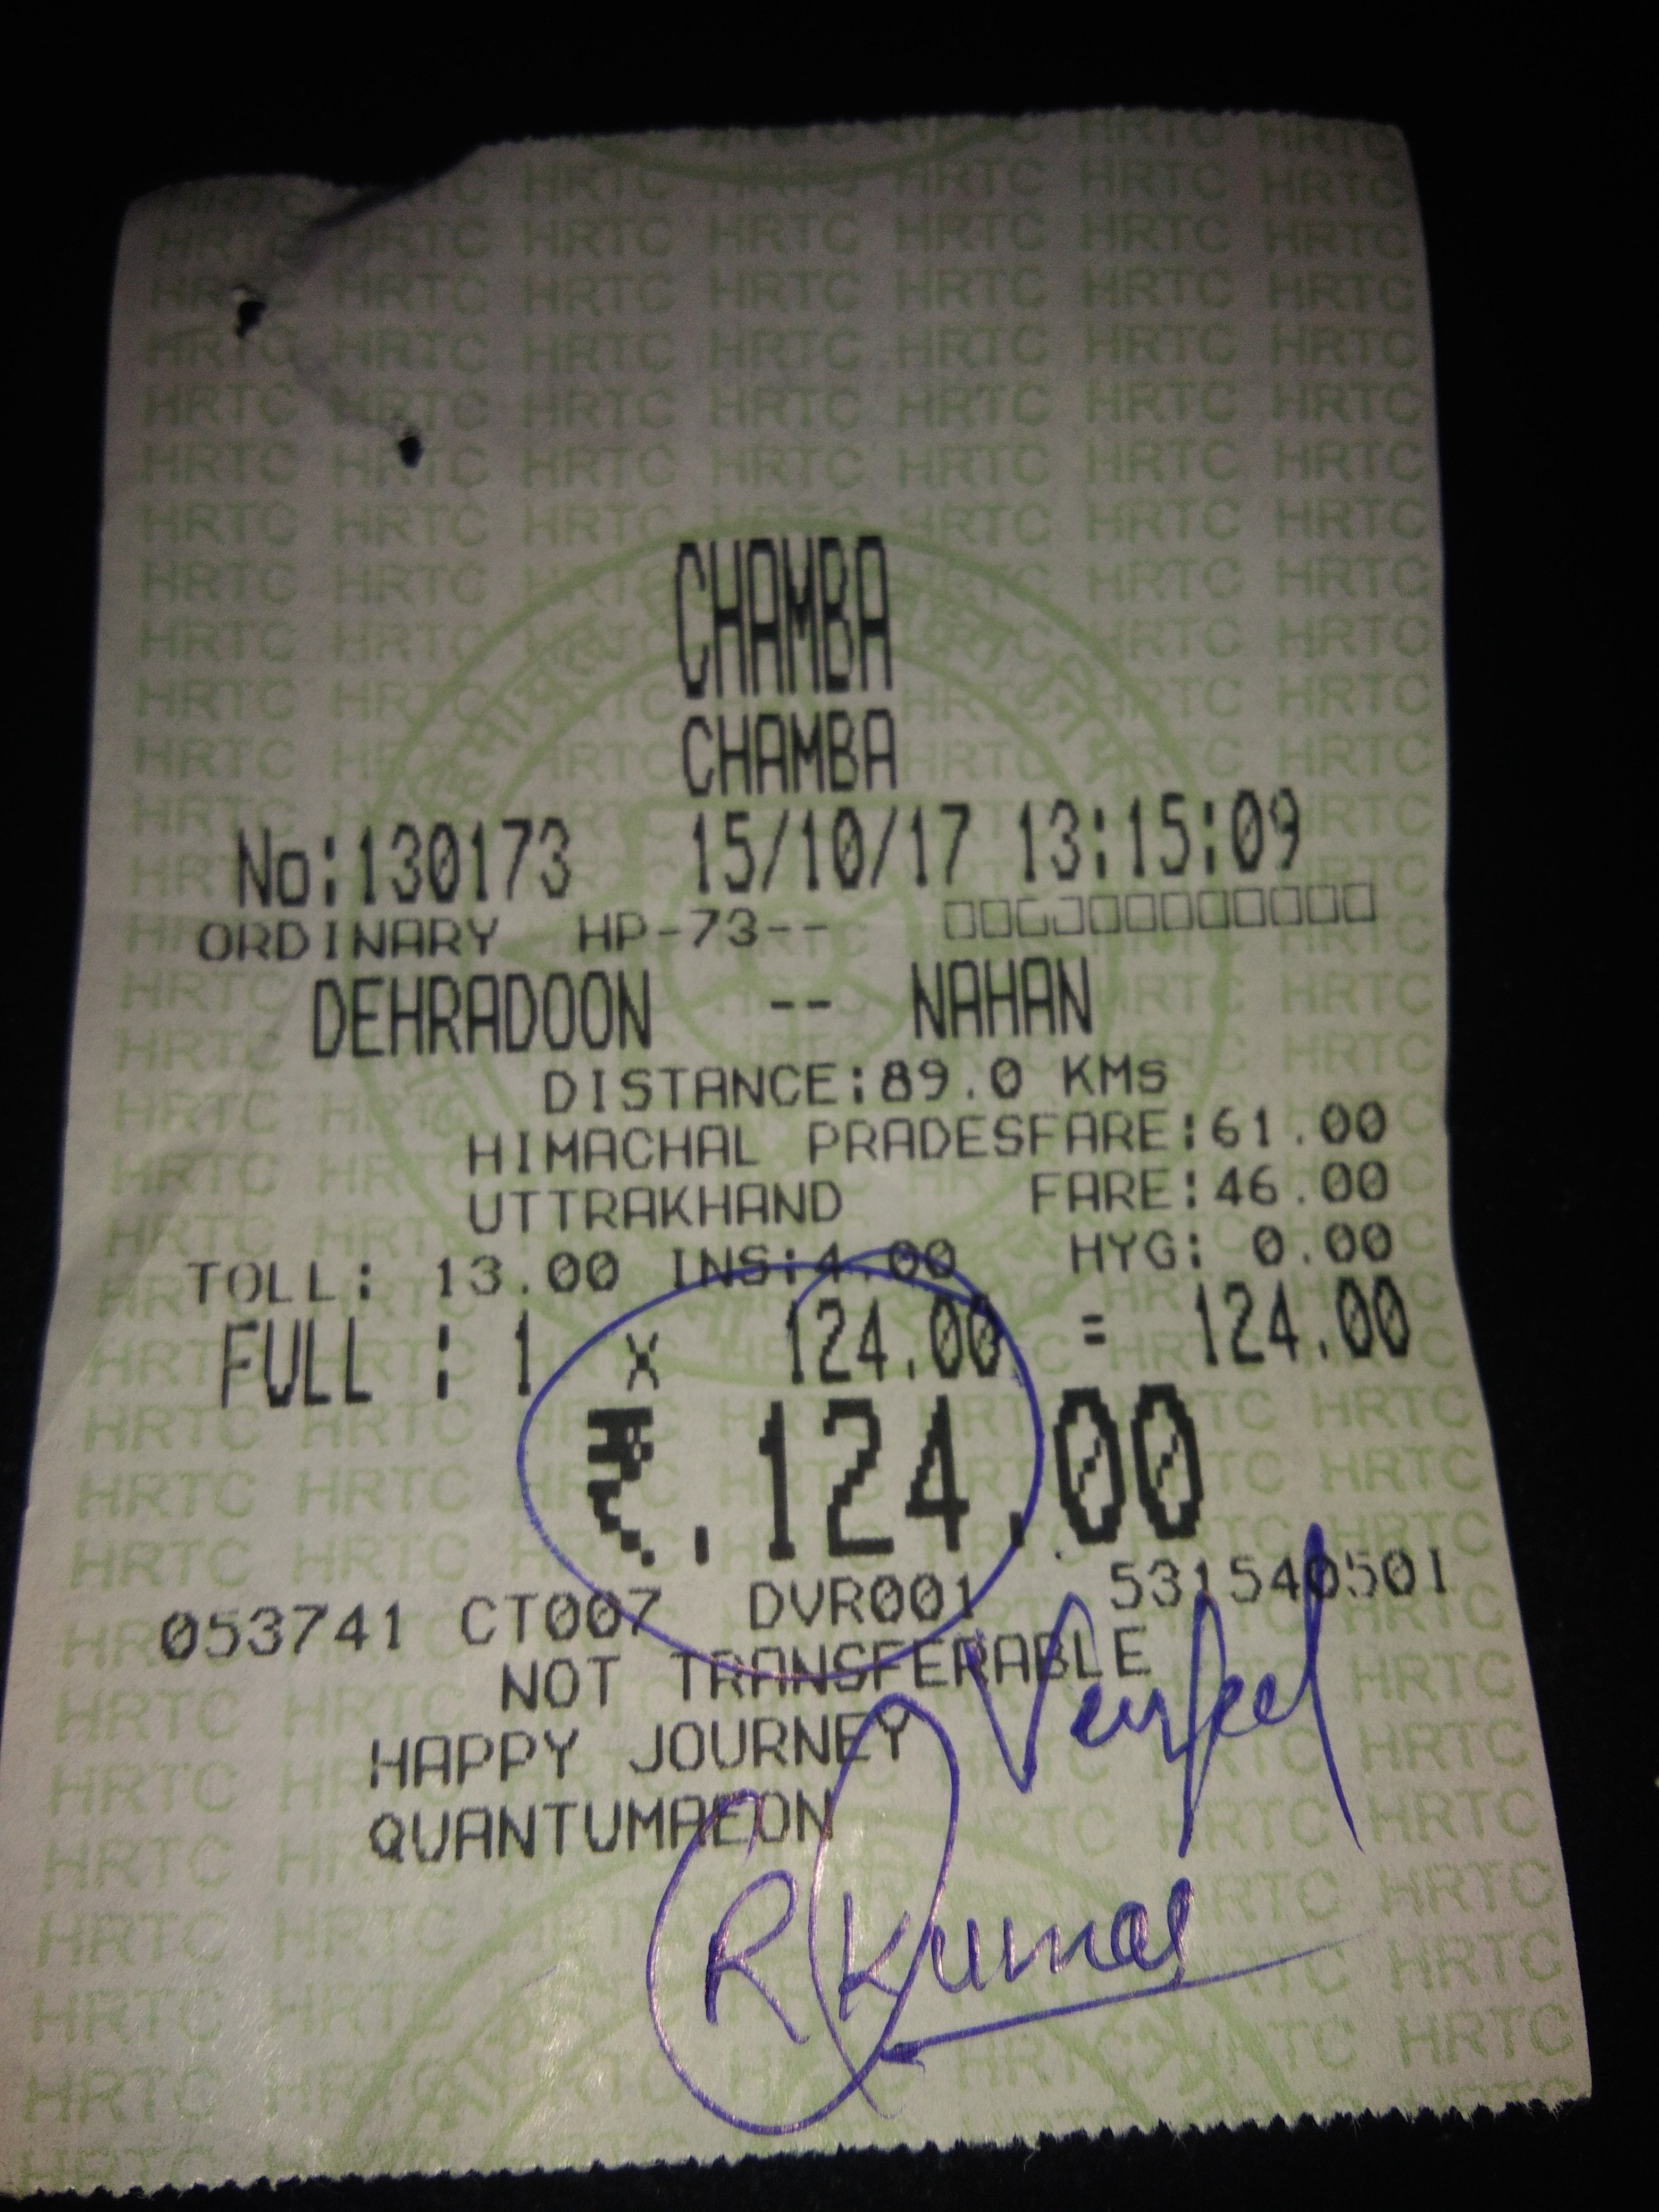 CHAMBA
CHAMBA
No:130173 15/10/17 13:15:09
ORDINARY HP-73--
DEHRADOON -- NAHAN
DISTANCE:89.0 KMs
HIMACHAL PRADESFARE:61.00
UTTRAKHAND FARE:46.00
TOLL: 13.00 INS:4.00 HYG: 0.00
FULL : 1 x 124.00 = 124.00
₹.124.00
053741 CT007 DVR001 531540501
NOT TRANSFERABLE
HAPPY JOURNEY
QUANTUMAEON
R Kumar
HRTC